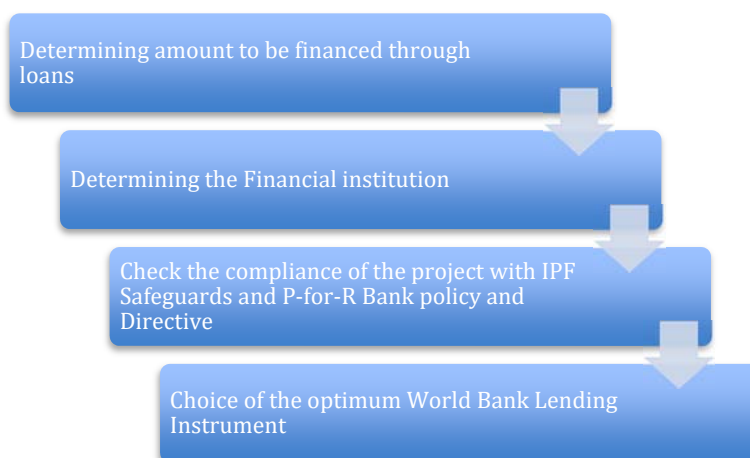 Determining amount to be financed through
loans
Determining the Financial institution
Check the compliance of the project with IPF
Safeguards and P-for-R Bank policy and
Directive
Choice of the optimum World Bank Lending
Instrument